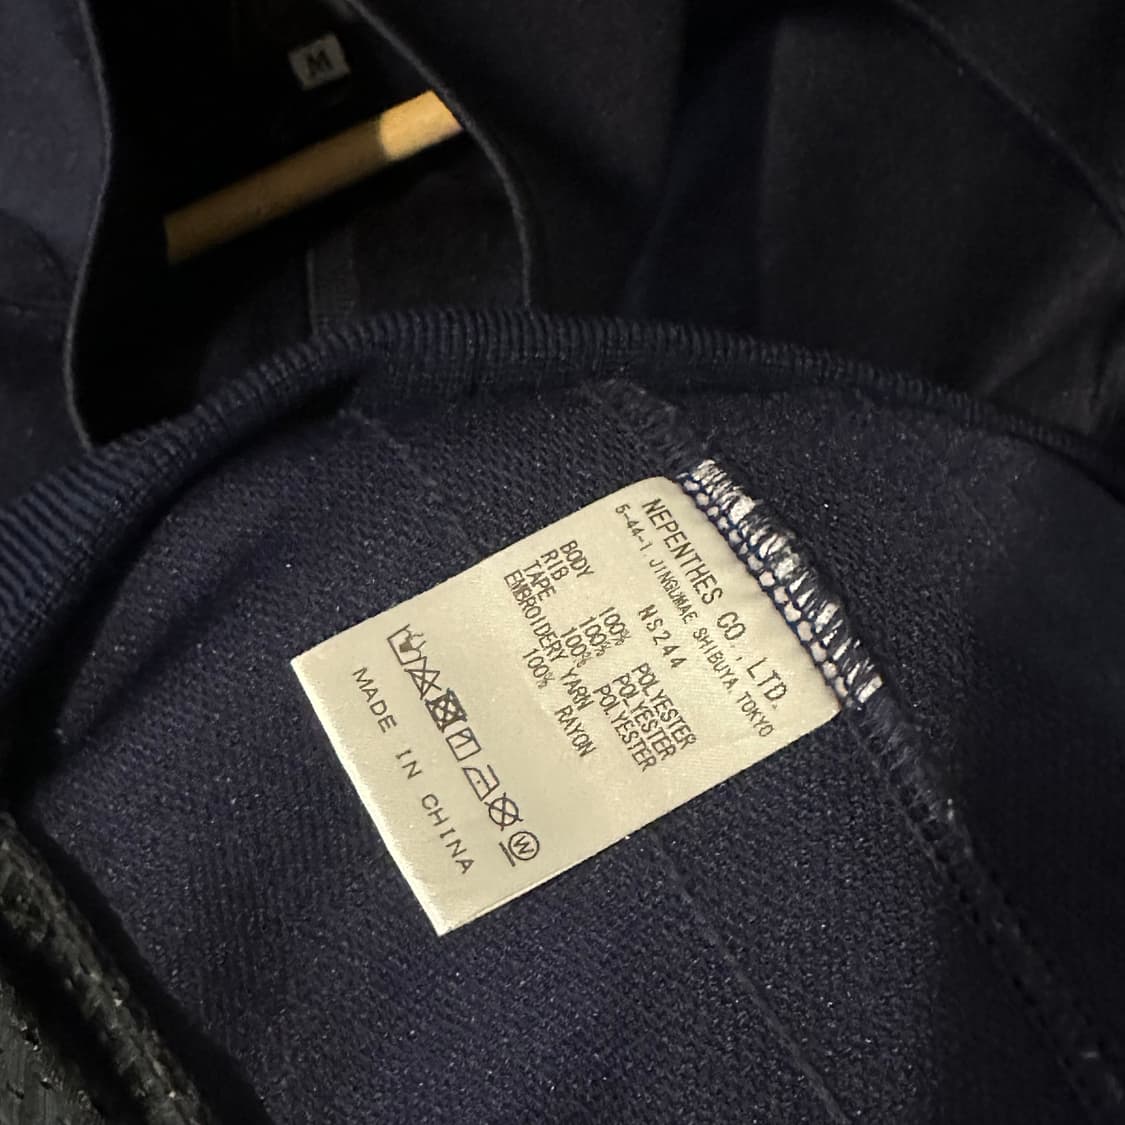 M
NEPENTHES CO., LTD.
5-44-1, JINGUMAE SHIBUYA, TOKYO
NS244
BODY 100% POLYESTER
RIB 100% POLYESTER
TAPE 100% POLYESTER
EMBROIDERY YARN
100% RAYON
W
MADE IN CHINA